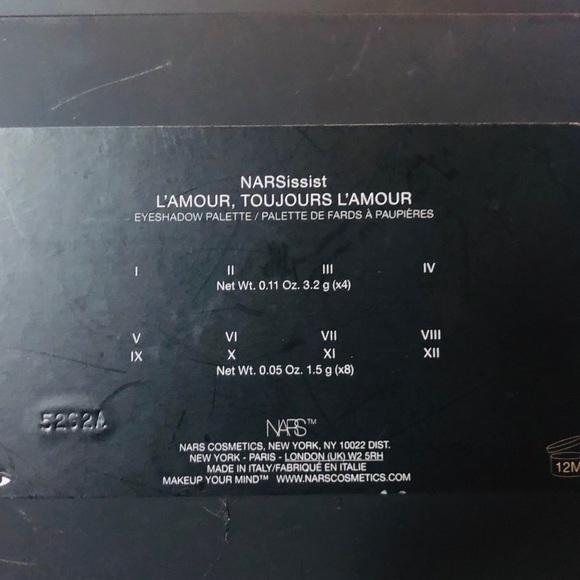 NARSissist
L'AMOUR, TOUJOURS L'AMOUR
EYESHADOW PALETTE / PALETTE DE FARDS À PAUPIÈRES
I II III IV
Net Wt. 0.11 Oz. 3.2 g (x4)
V VI VII VIII
IX X XI XII
Net Wt. 0.05 Oz. 1.5 g (x8)
5262A
NARS™
NARS COSMETICS, NEW YORK, NY 10022 DIST.
NEW YORK - PARIS - LONDON (UK) W2 5RH
MADE IN ITALY/FABRIQUÉ EN ITALIE
MAKEUP YOUR MIND™ WWW.NARSCOSMETICS.COM
12M